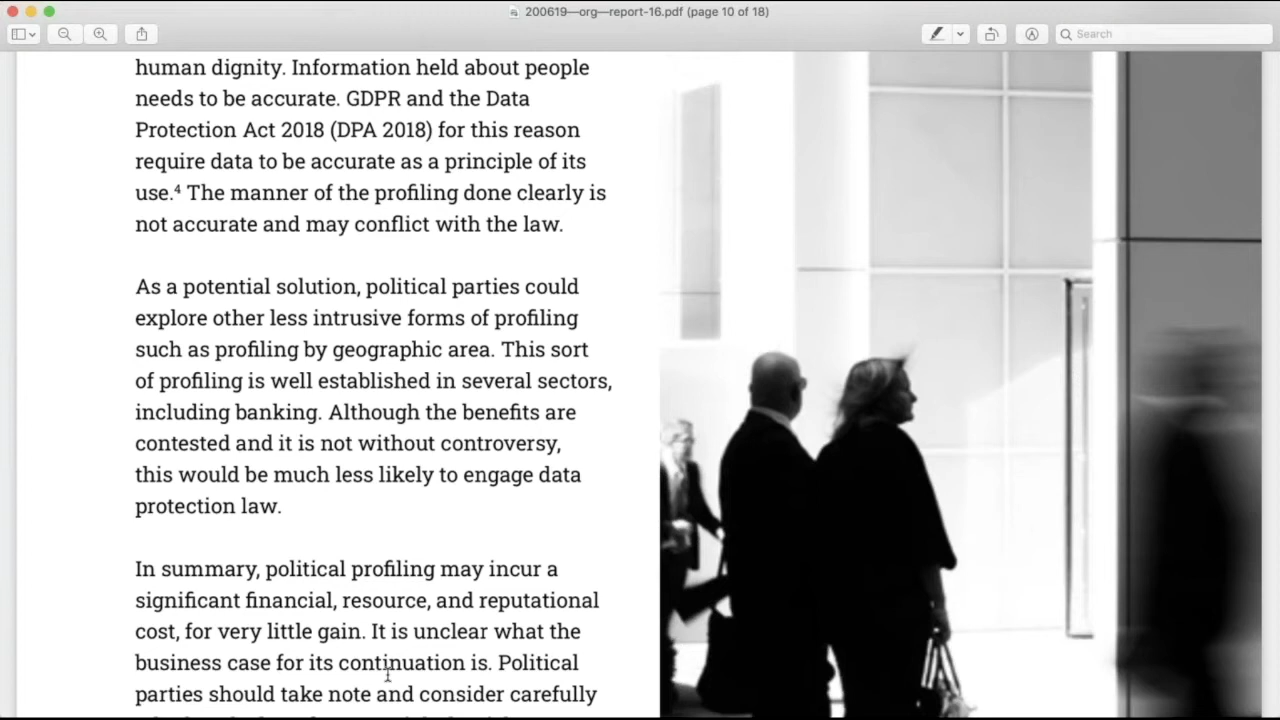 200619—org—report-16.pdf (page 10 of 18)
Search
human dignity. Information held about people
needs to be accurate. GDPR and the Data
Protection Act 2018 (DPA 2018) for this reason
require data to be accurate as a principle of its
use.⁴ The manner of the profiling done clearly is
not accurate and may conflict with the law.
As a potential solution, political parties could
explore other less intrusive forms of profiling
such as profiling by geographic area. This sort
of profiling is well established in several sectors,
including banking. Although the benefits are
contested and it is not without controversy,
this would be much less likely to engage data
protection law.
In summary, political profiling may incur a
significant financial, resource, and reputational
cost, for very little gain. It is unclear what the
business case for its continuation is. Political
parties should take note and consider carefully